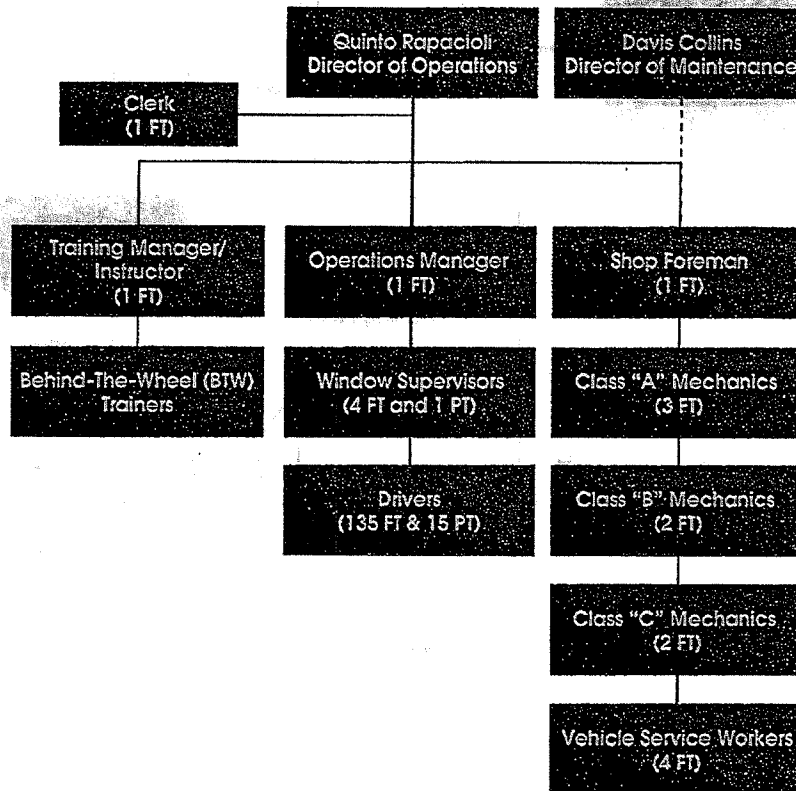 Quinto Rapacioli
Director of Operations
Davis Collins
Director of Maintenance
Clerk
(1 FT)
Training Manager/
Instructor
(1 FT)
Operations Manager
(1 FT)
Shop Foreman
(1 FT)
Behind-The-Wheel (BTW)
Trainers
Window Supervisors
(4 FT and 1 PT)
Class "A" Mechanics
(3 FT)
Drivers
(135 FT & 15 PT)
Class "B" Mechanics
(2 FT)
Class "C" Mechanics
(2 FT)
Vehicle Service Workers
(4 FT)